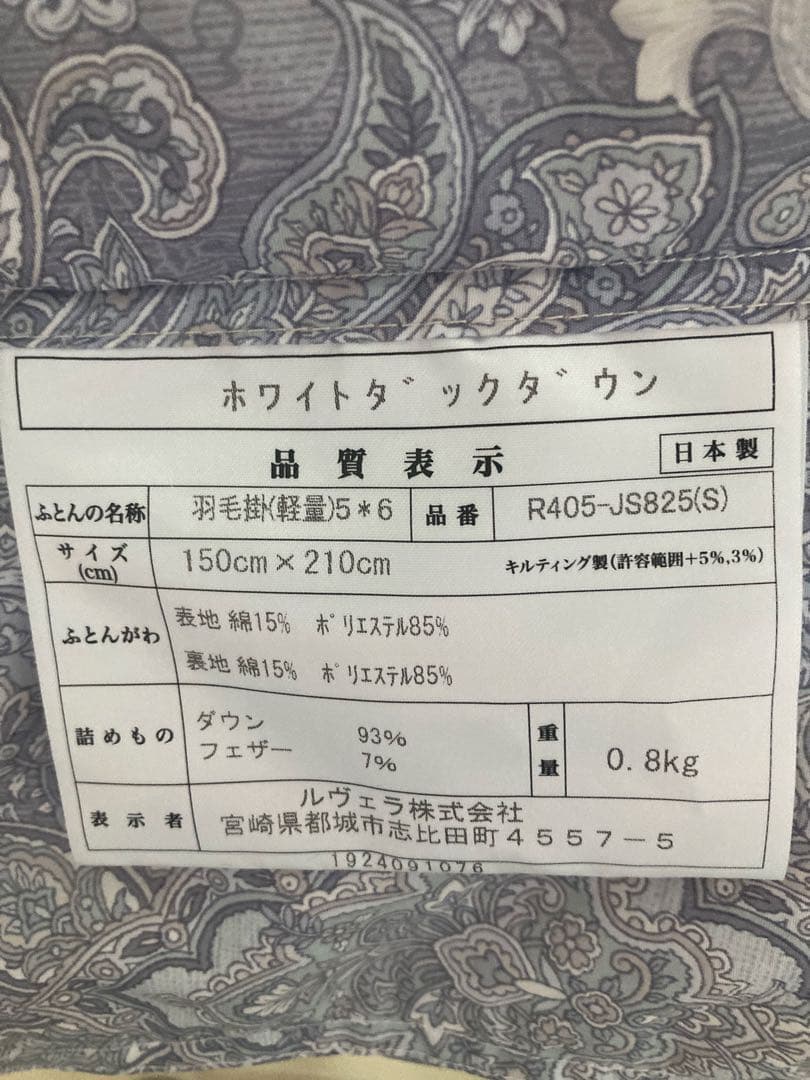 ホワイトダックダウン
品質表示 日本製
ふとんの名称 羽毛掛(軽量)5*6 品番 R405-JS825(S)
サイズ(cm) 150cm×210cm キルティング製(許容範囲+5%,3%)
ふとんがわ 表地 綿15% ポリエステル85%
裏地 綿15% ポリエステル85%
詰めもの ダウン 93%
フェザー 7%
重量 0.8kg
表示者 ルヴェラ株式会社
宮崎県都城市志比田町4557-5
1924091076